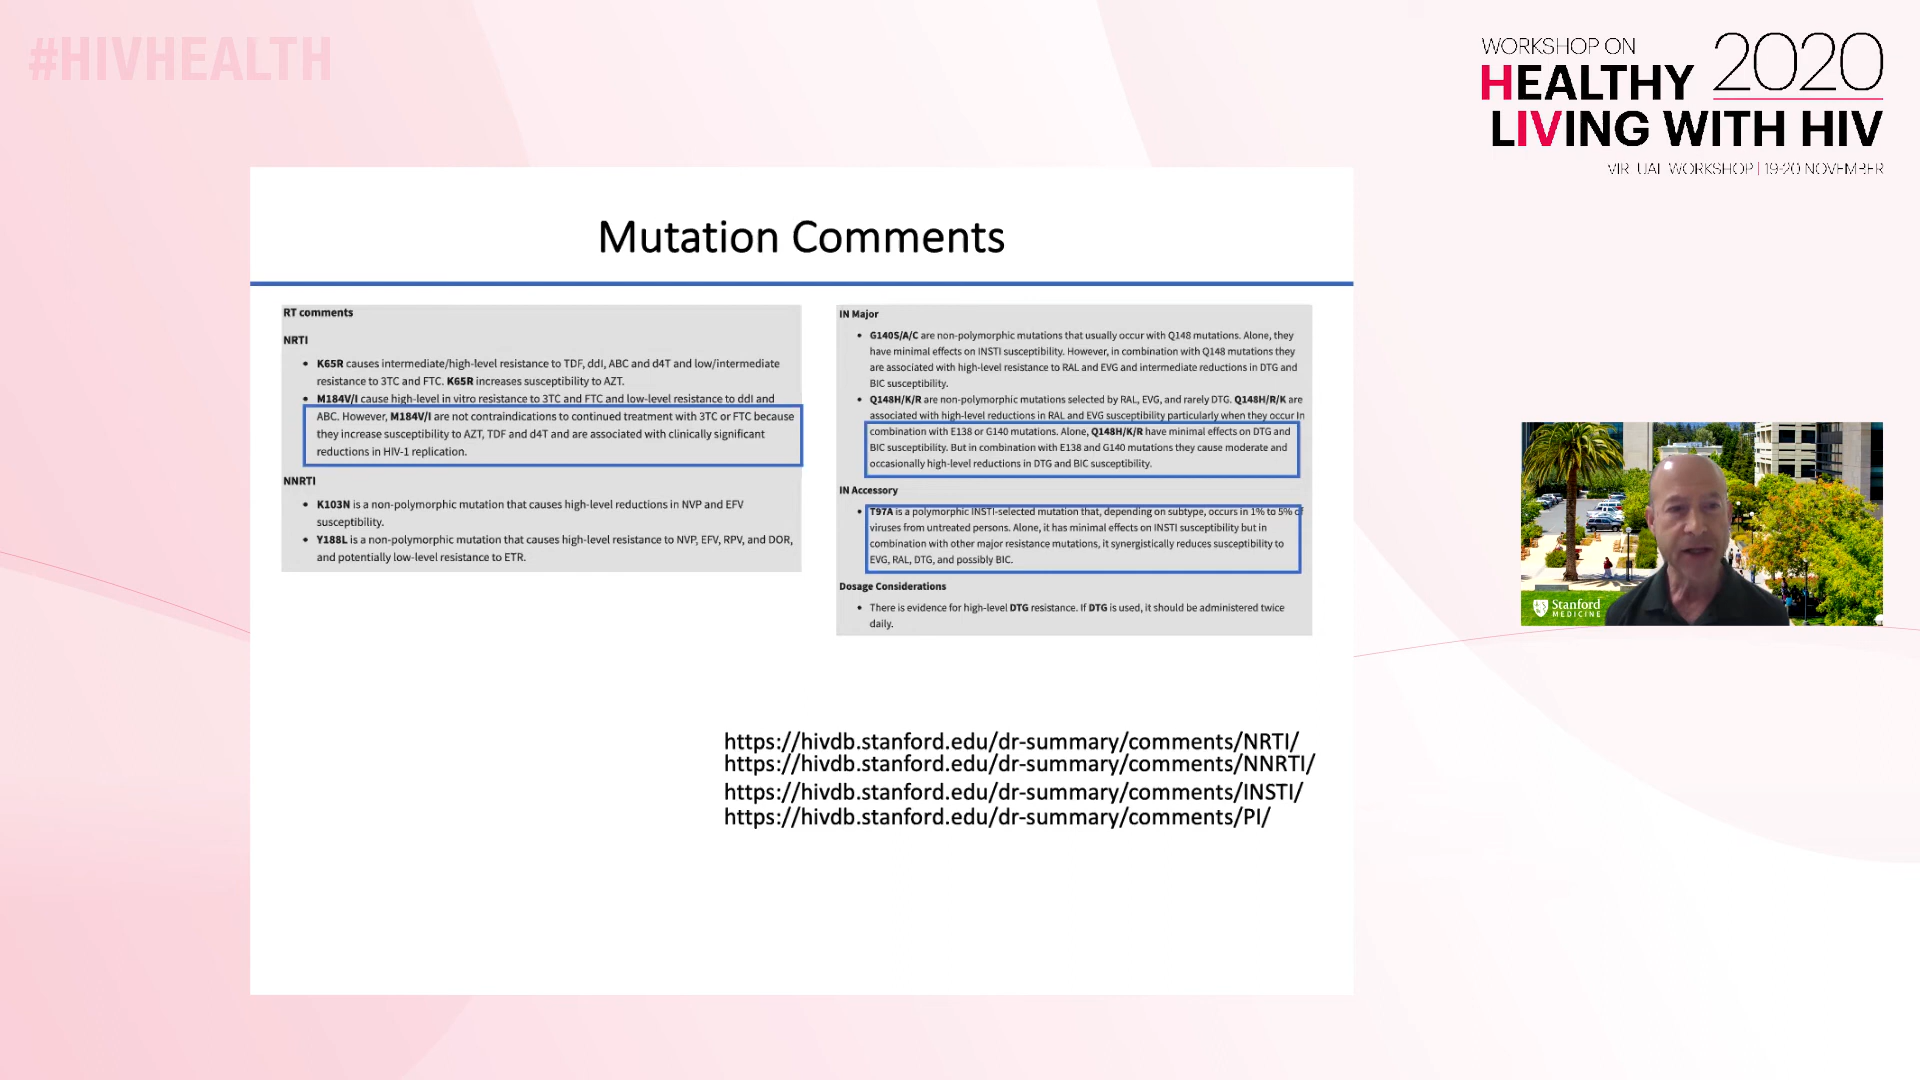 #HIVHEALTH
WORKSHOP ON
HEALTHY 2020
LIVING WITH HIV
VIRTUAL WORKSHOP | 19-20 NOVEMBER
Mutation Comments
RT comments
NRTI
• K65R causes intermediate/high-level resistance to TDF, ddI, ABC and d4T and low/intermediate
resistance to 3TC and FTC. K65R increases susceptibility to AZT.
• M184V/I cause high-level in vitro resistance to 3TC and FTC and low-level resistance to ddI and
ABC. However, M184V/I are not contraindications to continued treatment with 3TC or FTC because
they increase susceptibility to AZT, TDF and d4T and are associated with clinically significant
reductions in HIV-1 replication.
NNRTI
• K103N is a non-polymorphic mutation that causes high-level reductions in NVP and EFV
susceptibility.
• Y188L is a non-polymorphic mutation that causes high-level resistance to NVP, EFV, RPV, and DOR,
and potentially low-level resistance to ETR.
IN Major
• G140S/A/C are non-polymorphic mutations that usually occur with Q148 mutations. Alone, they
have minimal effects on INSTI susceptibility. However, in combination with Q148 mutations they
are associated with high-level resistance to RAL and EVG and intermediate reductions in DTG and
BIC susceptibility.
• Q148H/K/R are non-polymorphic mutations selected by RAL, EVG, and rarely DTG. Q148H/R/K are
associated with high-level reductions in RAL and EVG susceptibility particularly when they occur in
combination with E138 or G140 mutations. Alone, Q148H/K/R have minimal effects on DTG and
BIC susceptibility. But in combination with E138 and G140 mutations they cause moderate and
occasionally high-level reductions in DTG and BIC susceptibility.
IN Accessory
• T97A is a polymorphic INSTI-selected mutation that, depending on subtype, occurs in 1% to 5% of
viruses from untreated persons. Alone, it has minimal effects on INSTI susceptibility but in
combination with other major resistance mutations, it synergistically reduces susceptibility to
EVG, RAL, DTG, and possibly BIC.
Dosage Considerations
• There is evidence for high-level DTG resistance. If DTG is used, it should be administered twice
daily.
https://hivdb.stanford.edu/dr-summary/comments/NRTI/
https://hivdb.stanford.edu/dr-summary/comments/NNRTI/
https://hivdb.stanford.edu/dr-summary/comments/INSTI/
https://hivdb.stanford.edu/dr-summary/comments/PI/
Stanford
MEDICINE